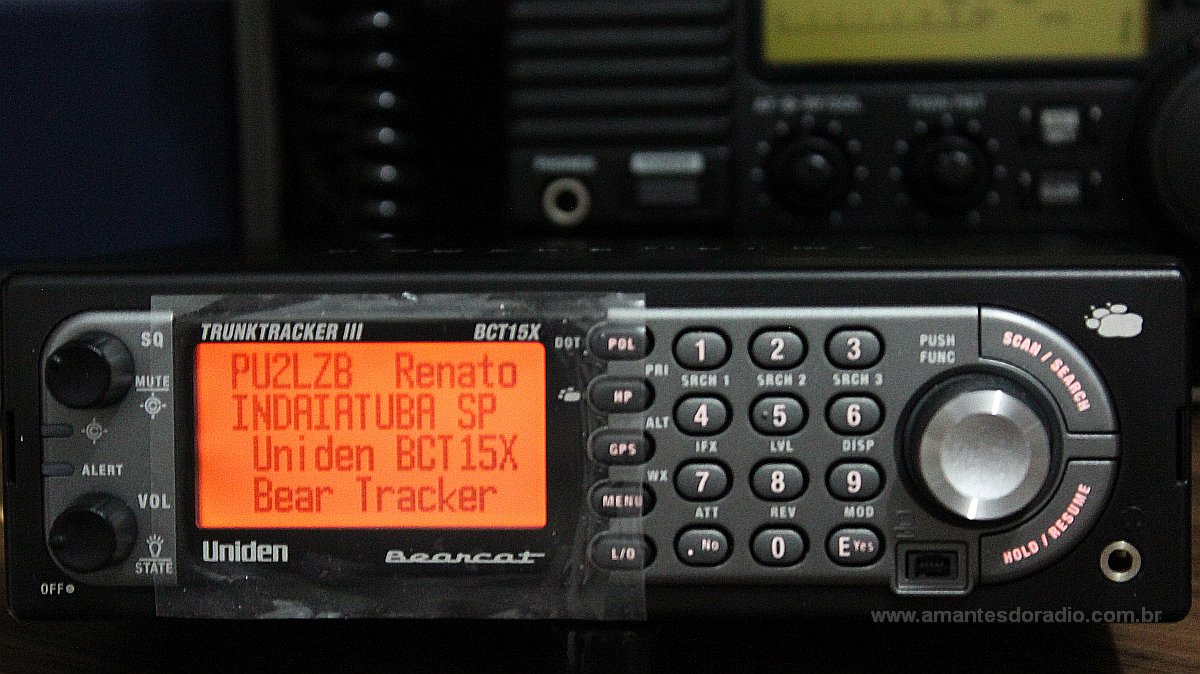 TRUNKTRACKER III
BCT15X
PU2LZB Renato
INDAIATUBA SP
Uniden BCT15X
Bear Tracker
Uniden
Bearcat
SQ
MUTE
ALERT
VOL
STATE
OFF
DOT
POL
PRI
HP
ALT
GPS
WX
MENU
L/O
1
2
3
SRCH 1
SRCH 2
SRCH 3
4
5
6
IFX
LVL
DISP
7
8
9
ATT
REV
MOD
. No
0
E Yes
PUSH
FUNC
SCAN / SEARCH
HOLD / RESUME
www.amantesdoradio.com.br